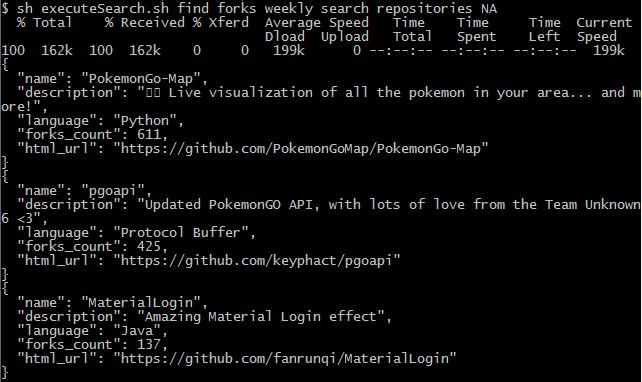 $ sh executeSearch.sh find forks weekly search repositories NA
  % Total    % Received % Xferd  Average Speed   Time    Time     Time  Current
                                 Dload  Upload   Total   Spent    Left  Speed
100  162k  100  162k    0     0   199k      0 --:--:-- --:--:-- --:--:--  199k
{
  "name": "PokemonGo-Map",
  "description": "▯▯ Live visualization of all the pokemon in your area... and m
ore!",
  "language": "Python",
  "forks_count": 611,
  "html_url": "https://github.com/PokemonGoMap/PokemonGo-Map"
}
{
  "name": "pgoapi",
  "description": "Updated PokemonGO API, with lots of love from the Team Unknown
6 <3",
  "language": "Protocol Buffer",
  "forks_count": 425,
  "html_url": "https://github.com/keyphact/pgoapi"
}
{
  "name": "MaterialLogin",
  "description": "Amazing Material Login effect",
  "language": "Java",
  "forks_count": 137,
  "html_url": "https://github.com/fanrunqi/MaterialLogin"
}